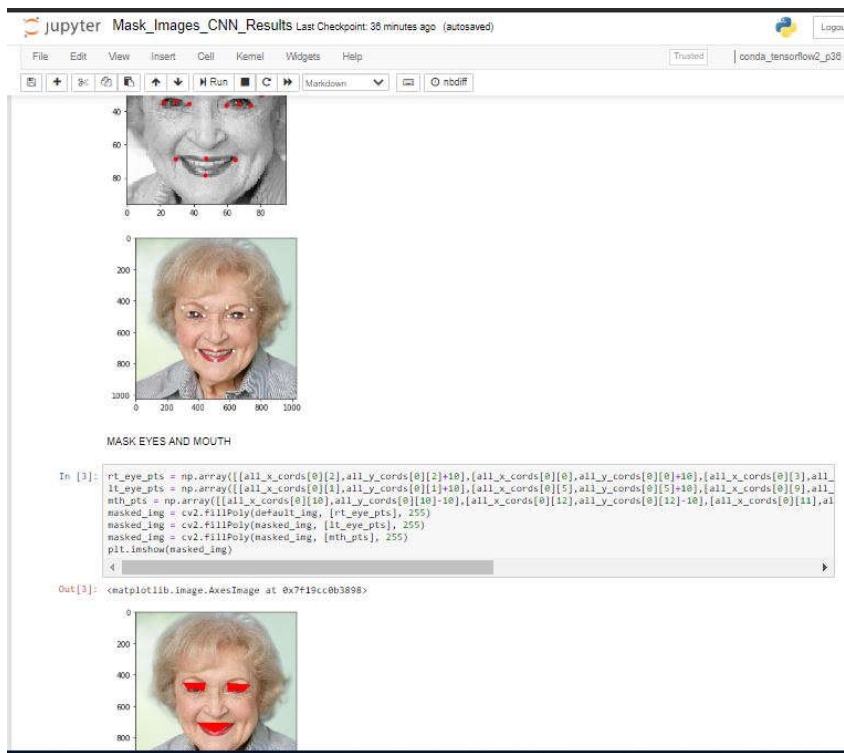 jupyter Mask_Images_CNN_Results Last Checkpoint: 36 minutes ago (autosaved)
Logou
File Edit View Insert Cell Kernel Widgets Help
Trusted
conda_tensorflow2_p36
Run
Markdown
nbdiff
40
60
80
0 20 40 60 80
0
200
400
600
800
1000
0 200 400 600 800 1000
MASK EYES AND MOUTH
In [3]: rt_eye_pts = np.array([[all_x_cords[0][2],all_y_cords[0][2]+10],[all_x_cords[0][0],all_y_cords[0][0]+10],[all_x_cords[0][3],all_
lt_eye_pts = np.array([[all_x_cords[0][1],all_y_cords[0][1]+10],[all_x_cords[0][5],all_y_cords[0][5]+10],[all_x_cords[0][9],all_y
mth_pts = np.array([[all_x_cords[0][10],all_y_cords[0][10]-10],[all_x_cords[0][12],all_y_cords[0][12]-10],[all_x_cords[0][11],al
masked_img = cv2.fillPoly(default_img, [rt_eye_pts], 255)
masked_img = cv2.fillPoly(masked_img, [lt_eye_pts], 255)
masked_img = cv2.fillPoly(masked_img, [mth_pts], 255)
plt.imshow(masked_img)
Out[3]: <matplotlib.image.AxesImage at 0x7f19cc0b3898>
0
200
400
600
800